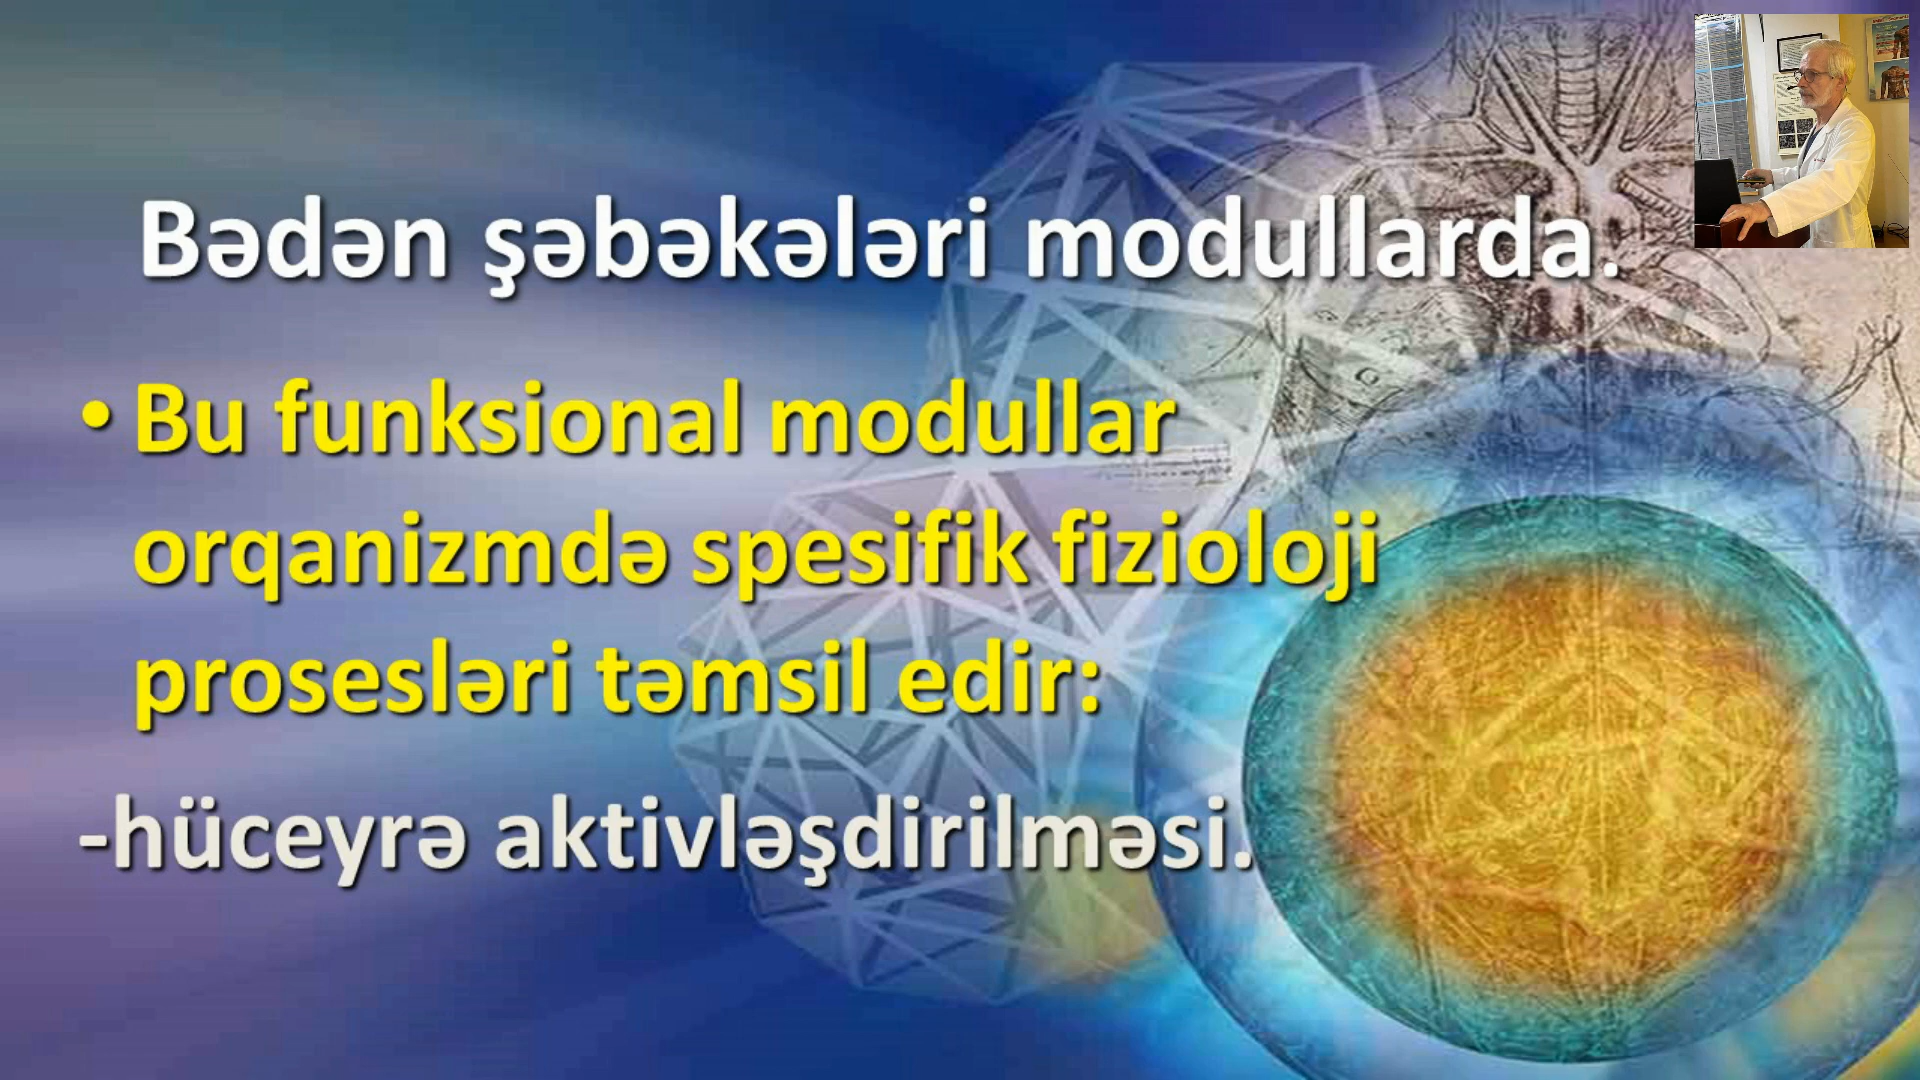 Bədən şəbəkələri modullarda.
• Bu funksional modullar
orqanizmdə spesifik fizioloji
prosesləri təmsil edir:
-hüceyrə aktivləşdirilməsi.